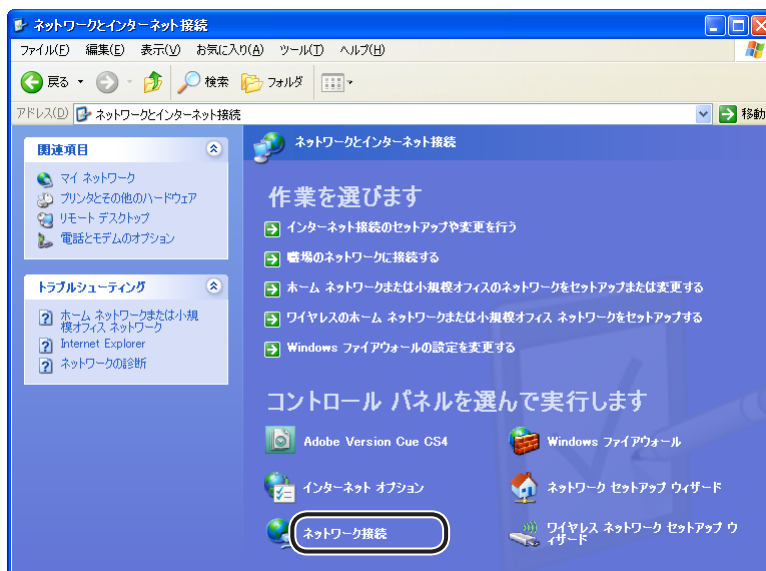 ネットワークとインターネット接続
ファイル(F) 編集(E) 表示(V) お気に入り(A) ツール(T) ヘルプ(H)
戻る 検索 フォルダ
アドレス(D) ネットワークとインターネット接続 移動
関連項目
マイ ネットワーク
プリンタとその他のハードウェア
リモート デスクトップ
電話とモデムのオプション
トラブルシューティング
ホーム ネットワークまたは小規
模オフィス ネットワーク
Internet Explorer
ネットワークの診断
ネットワークとインターネット接続
作業を選びます
インターネット接続のセットアップや変更を行う
職場のネットワークに接続する
ホーム ネットワークまたは小規模オフィスのネットワークをセットアップまたは変更する
ワイヤレスのホーム ネットワークまたは小規模オフィス ネットワークをセットアップする
Windows ファイアウォールの設定を変更する
コントロール パネルを選んで実行します
Adobe Version Cue CS4
Windows ファイアウォール
インターネット オプション
ネットワーク セットアップ ウィザード
ネットワーク接続
ワイヤレス ネットワーク セットアップ ウ
ィザード